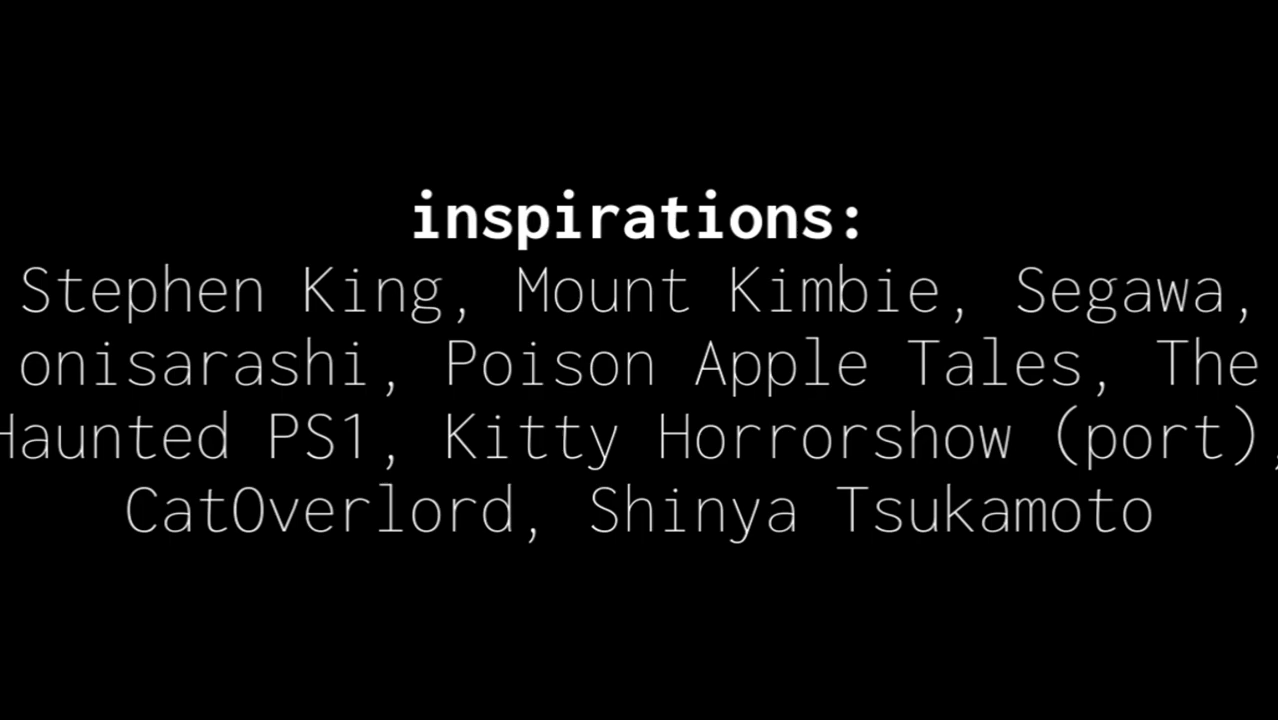 inspirations:
Stephen King, Mount Kimbie, Segawa,
onisarashi, Poison Apple Tales, The
Haunted PS1, Kitty Horrorshow (port),
CatOverlord, Shinya Tsukamoto